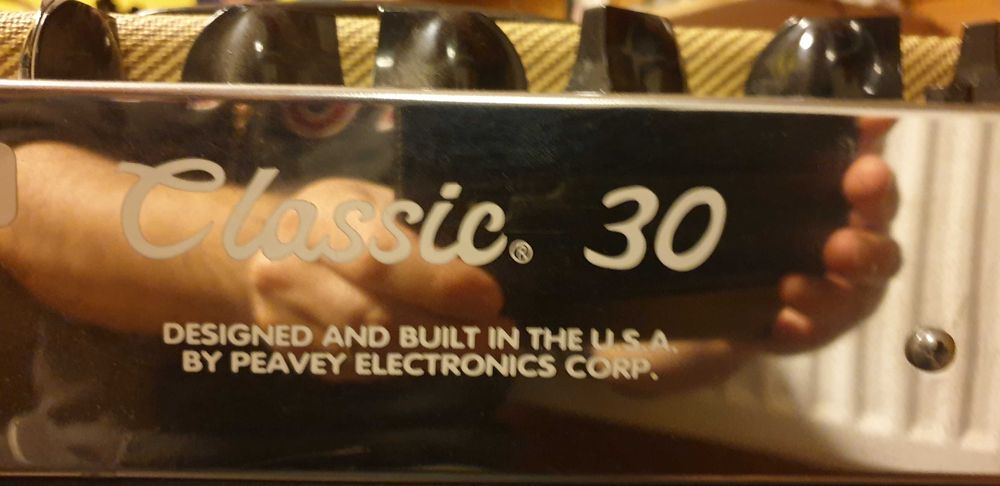 Classic® 30
DESIGNED AND BUILT IN THE U.S.A.
BY PEAVEY ELECTRONICS CORP.